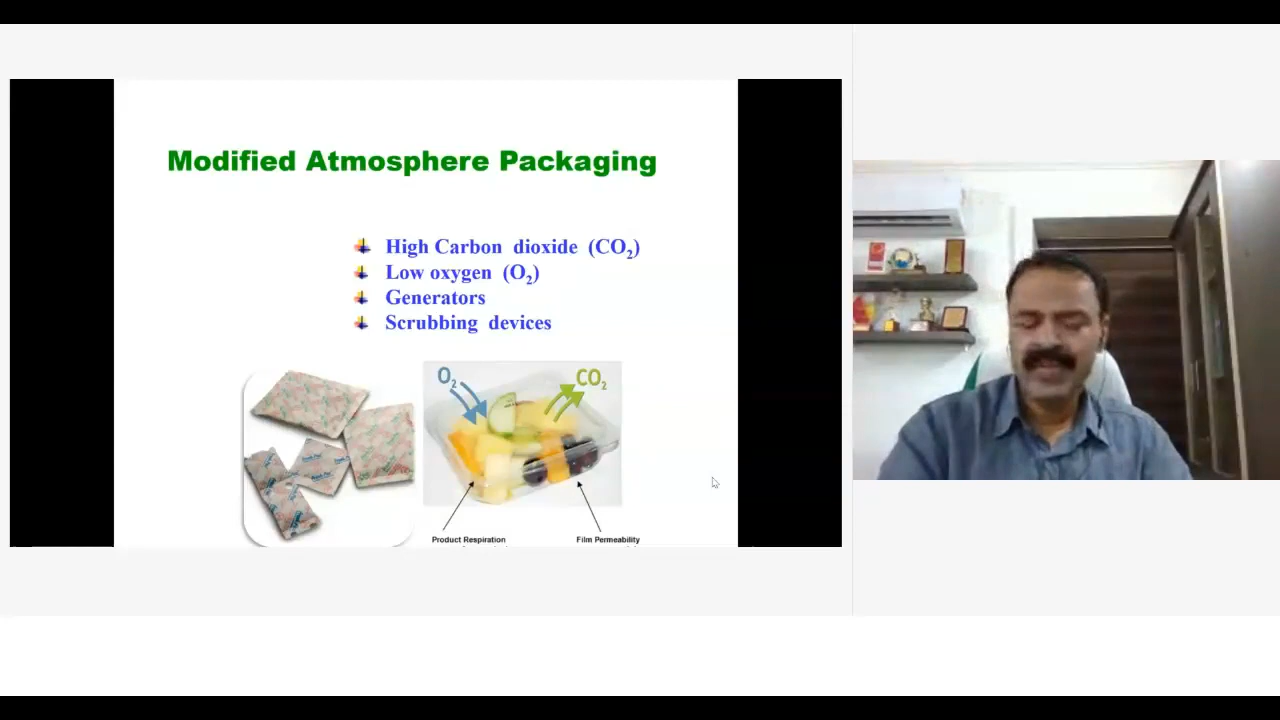 Modified Atmosphere Packaging
High Carbon dioxide (CO₂)
Low oxygen (O₂)
Generators
Scrubbing devices
O₂
CO₂
Product Respiration
Film Permeability